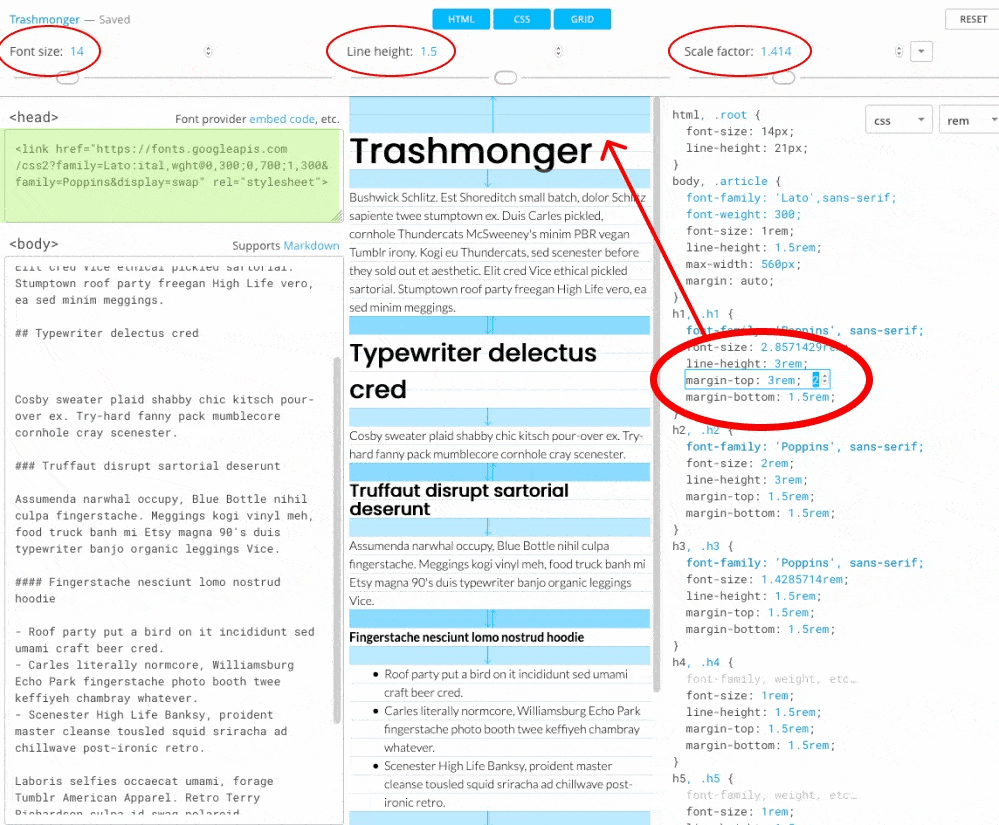 Trashmonger — Saved
HTML
CSS
GRID
RESET
Font size: 14
Line height: 1.5
Scale factor: 1.414
<head>
Font provider embed code, etc.
<link href="https://fonts.googleapis.com
/css2?family=Lato:ital,wght@0,300;0,700;1,300&
family=Poppins&display=swap" rel="stylesheet">
<body>
Supports Markdown
Elit cred Vice ethical pickled sartorial.
Stumptown roof party freegan High Life vero,
ea sed minim meggings.
## Typewriter delectus cred
Cosby sweater plaid shabby chic kitsch pour-
over ex. Try-hard fanny pack mumblecore
cornhole cray scenester.
### Truffaut disrupt sartorial deserunt
Assumenda narwhal occupy, Blue Bottle nihil
culpa fingerstache. Meggings kogi vinyl meh,
food truck banh mi Etsy magna 90's duis
typewriter banjo organic leggings Vice.
#### Fingerstache nesciunt lomo nostrud
hoodie
- Roof party put a bird on it incididunt sed
umami craft beer cred.
- Carles literally normcore, Williamsburg
Echo Park fingerstache photo booth twee
keffiyeh chambray whatever.
- Scenester High Life Banksy, proident
master cleanse tousled squid sriracha ad
chillwave post-ironic retro.
Laboris selfies occaecat umami, forage
Tumblr American Apparel. Retro Terry
Richardson culpa id swag polaroid
Trashmonger
Bushwick Schlitz. Est Shoreditch small batch, dolor Schlitz
sapiente twee stumptown ex. Duis Carles pickled,
cornhole Thundercats McSweeney's minim PBR vegan
Tumblr irony. Kogi eu Thundercats, sed scenester before
they sold out et aesthetic. Elit cred Vice ethical pickled
sartorial. Stumptown roof party freegan High Life vero, ea
sed minim meggings.
Typewriter delectus
cred
Cosby sweater plaid shabby chic kitsch pour-over ex. Try-
hard fanny pack mumblecore cornhole cray scenester.
Truffaut disrupt sartorial
deserunt
Assumenda narwhal occupy, Blue Bottle nihil culpa
fingerstache. Meggings kogi vinyl meh, food truck banh mi
Etsy magna 90's duis typewriter banjo organic leggings
Vice.
Fingerstache nesciunt lomo nostrud hoodie
• Roof party put a bird on it incididunt sed umami
craft beer cred.
• Carles literally normcore, Williamsburg Echo Park
fingerstache photo booth twee keffiyeh chambray
whatever.
• Scenester High Life Banksy, proident master
cleanse tousled squid sriracha ad chillwave post-
ironic retro.
css
rem
html, .root {
font-size: 14px;
line-height: 21px;
}
body, .article {
font-family: 'Lato',sans-serif;
font-weight: 300;
font-size: 1rem;
line-height: 1.5rem;
max-width: 560px;
margin: auto;
}
h1, .h1 {
font-family: 'Poppins', sans-serif;
font-size: 2.8571429rem;
line-height: 3rem;
margin-top: 3rem; 2
margin-bottom: 1.5rem;
}
h2, .h2 {
font-family: 'Poppins', sans-serif;
font-size: 2rem;
line-height: 3rem;
margin-top: 1.5rem;
margin-bottom: 1.5rem;
}
h3, .h3 {
font-family: 'Poppins', sans-serif;
font-size: 1.4285714rem;
line-height: 1.5rem;
margin-top: 1.5rem;
margin-bottom: 1.5rem;
}
h4, .h4 {
font-family, weight, etc…
font-size: 1rem;
line-height: 1.5rem;
margin-top: 1.5rem;
margin-bottom: 1.5rem;
}
h5, .h5 {
font-family, weight, etc…
font-size: 1rem;